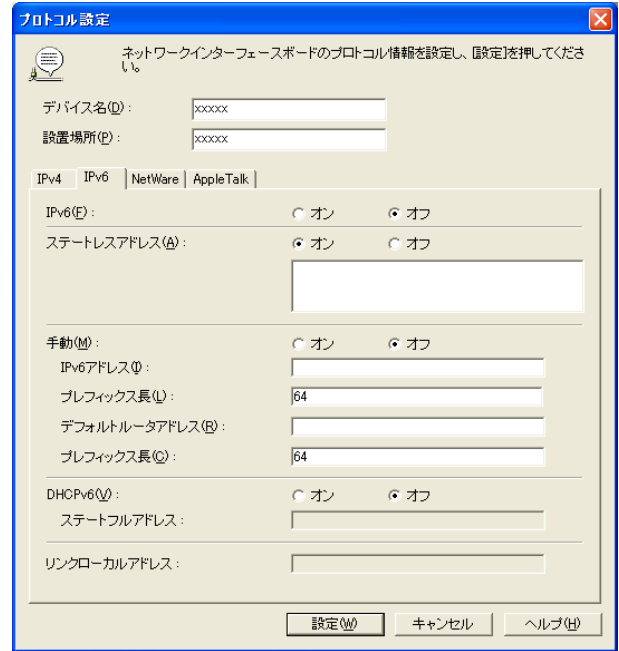 プロトコル設定
ネットワークインターフェースボードのプロトコル情報を設定し、[設定]を押してくださ
い。
デバイス名(D): xxxxx
設置場所(P): xxxxx
IPv4 IPv6 NetWare AppleTalk
IPv6(F): オン オフ
ステートレスアドレス(A): オン オフ
手動(M): オン オフ
IPv6アドレス(I):
プレフィックス長(L): 64
デフォルトルータアドレス(R):
プレフィックス長(C): 64
DHCPv6(V): オン オフ
ステートフルアドレス:
リンクローカルアドレス:
設定(W) キャンセル ヘルプ(H)